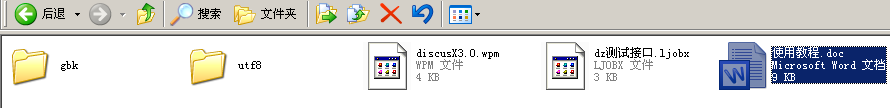 后退 搜索 文件夹
gbk
utf8
discusX3.0.wpm
WPM 文件
4 KB
dz测试接口.ljobx
LJOBX 文件
3 KB
使用教程.doc
Microsoft Word 文档
9 KB